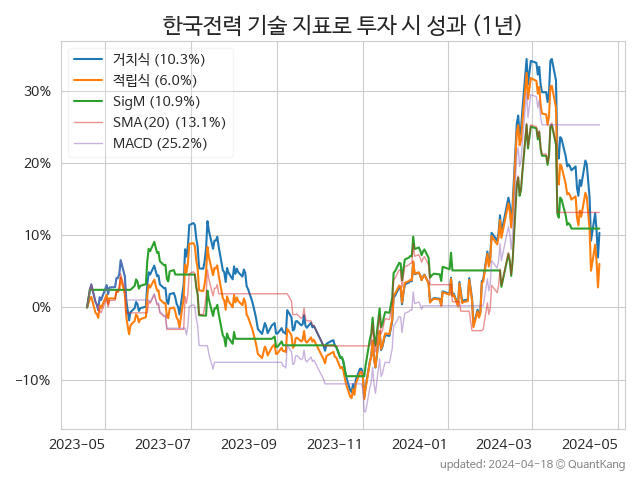 한국전력 기술 지표로 투자 시 성과 (1년)
거치식 (10.3%)
적립식 (6.0%)
SigM (10.9%)
SMA(20) (13.1%)
MACD (25.2%)
30%
20%
10%
0%
−10%
2023-05 2023-07 2023-09 2023-11 2024-01 2024-03 2024-05
updated: 2024-04-18 © QuantKang